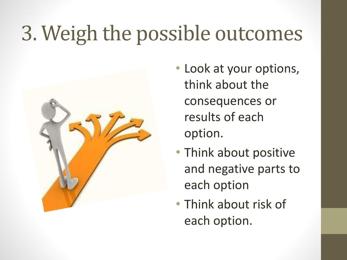 3. Weigh the possible outcomes
• Look at your options,
think about the
consequences or
results of each
option.
• Think about positive
and negative parts to
each option
• Think about risk of
each option.